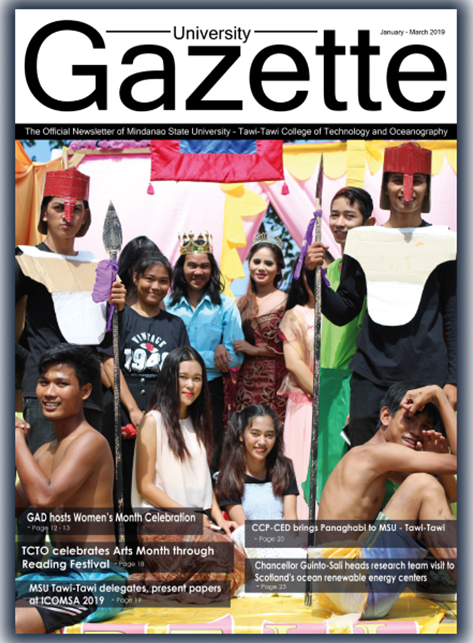 University
January - March 2019
Gazette
The Official Newsletter of Mindanao State University - Tawi-Tawi College of Technology and Oceanography
VINTAGE
GAD hosts Women's Month Celebration
- Page 12 - 13
CCP-CED brings Panaghabi to MSU - Tawi-Tawi
- Page 20
TCTO celebrates Arts Month through
Reading Festival - Page 18
Chancellor Guinto-Sali heads research team visit to
Scotland's ocean renewable energy centers
- Page 23
MSU Tawi-Tawi delegates, present papers
at ICOMSA 2019 - Page 19